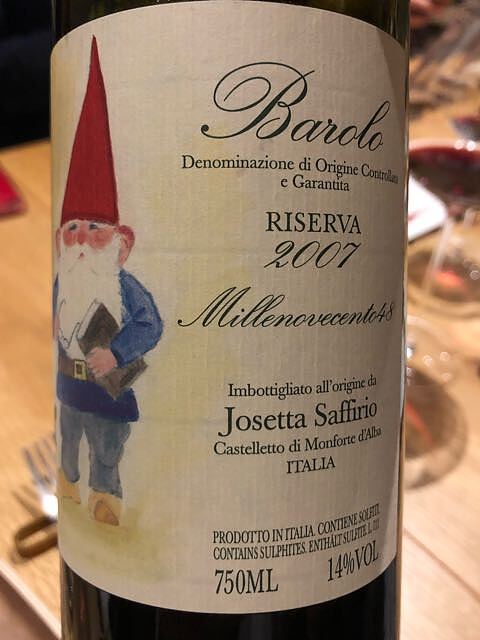 Barolo
Denominazione di Origine Controllata
e Garantita
RISERVA
2007
Millenovecento48
Imbottigliato all'origine da
Josetta Saffirio
Castelletto di Monforte d'Alba
ITALIA
PRODOTTO IN ITALIA. CONTIENE SOLFITI.
CONTAINS SULPHITES. ENTHÄLT SULFITE. L.
750ML 14%VOL.